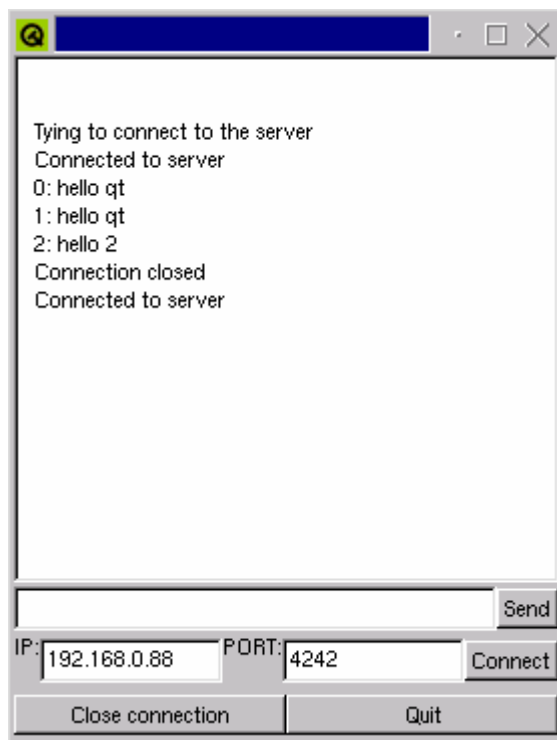 Tying to connect to the server
Connected to server
0: hello qt
1: hello qt
2: hello 2
Connection closed
Connected to server
Send
IP: 192.168.0.88 PORT: 4242 Connect
Close connection Quit